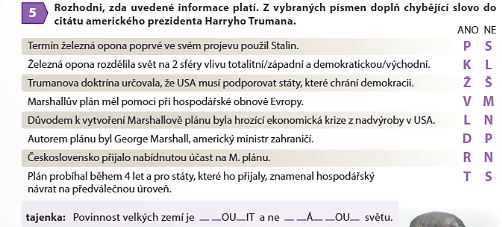 5 Rozhodni, zda uvedené informace platí. Z vybraných písmen doplň chybějící slovo do
citátu amerického prezidenta Harryho Trumana.
ANO NE
Termín železná opona poprvé ve svém projevu použil Stalin. P S
Železná opona rozdělila svět na 2 sféry vlivu totalitní/západní a demokratickou/východní. K L
Trumanova doktrína určovala, že USA musí podporovat státy, které chrání demokracii. Ž Š
Marshallův plán měl pomoci při hospodářské obnově Evropy. V M
Důvodem k vytvoření Marshallově plánu byla hrozící ekonomická krize z nadvýroby v USA. L N
Autorem plánu byl George Marshall, americký ministr zahraničí. D P
Československo přijalo nabídnutou účast na M. plánu. R N
Plán probíhal během 4 let a pro státy, které ho přijaly, znamenal hospodářský T S
návrat na předválečnou úroveň.
tajenka: Povinnost velkých zemí je _ _OU_IT a ne _ _Á_ _OU_ světu.